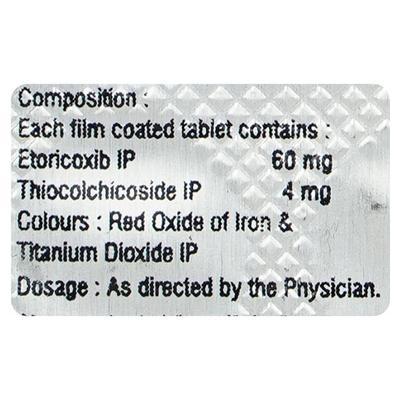 Composition :
Each film coated tablet contains :
Etoricoxib IP 60 mg
Thiocolchicoside IP 4 mg
Colours : Red Oxide of Iron &
Titanium Dioxide IP
Dosage : As directed by the Physician.